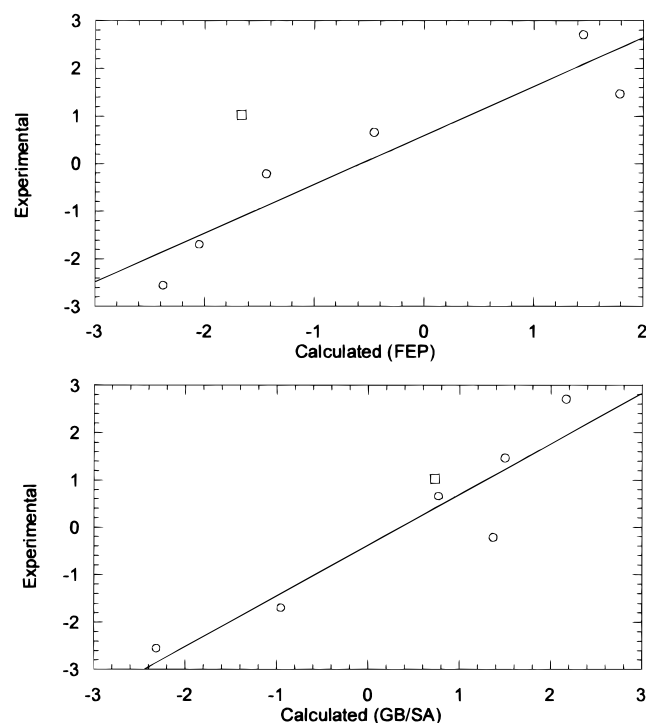 3
2
1
0
-1
-2
-3
Experimental
-3 -2 -1 0 1 2
Calculated (FEP)
3
2
1
0
-1
-2
-3
Experimental
-3 -2 -1 0 1 2 3
Calculated (GB/SA)